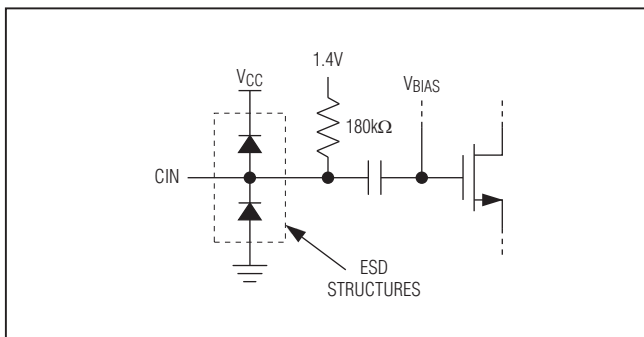 1.4V
VCC
VBIAS
180kΩ
CIN
ESD
STRUCTURES